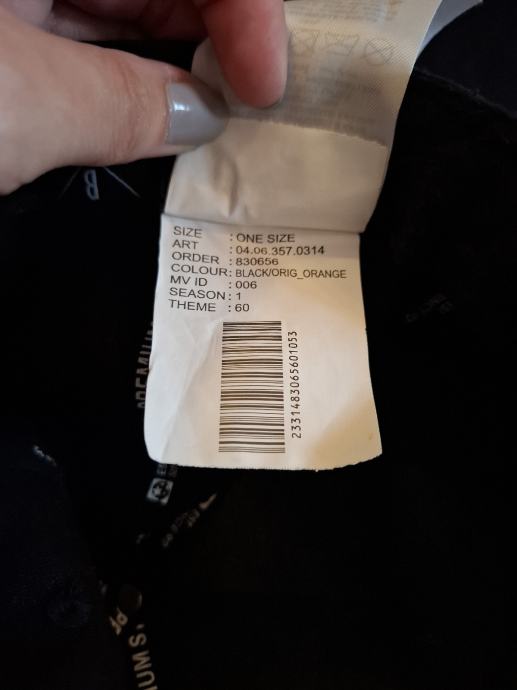 SIZE : ONE SIZE
ART : 04.06.357.0314
ORDER : 830656
COLOUR: BLACK/ORIG_ORANGE
MV ID : 006
SEASON : 1
THEME : 60
2331483065601053
B
UM S